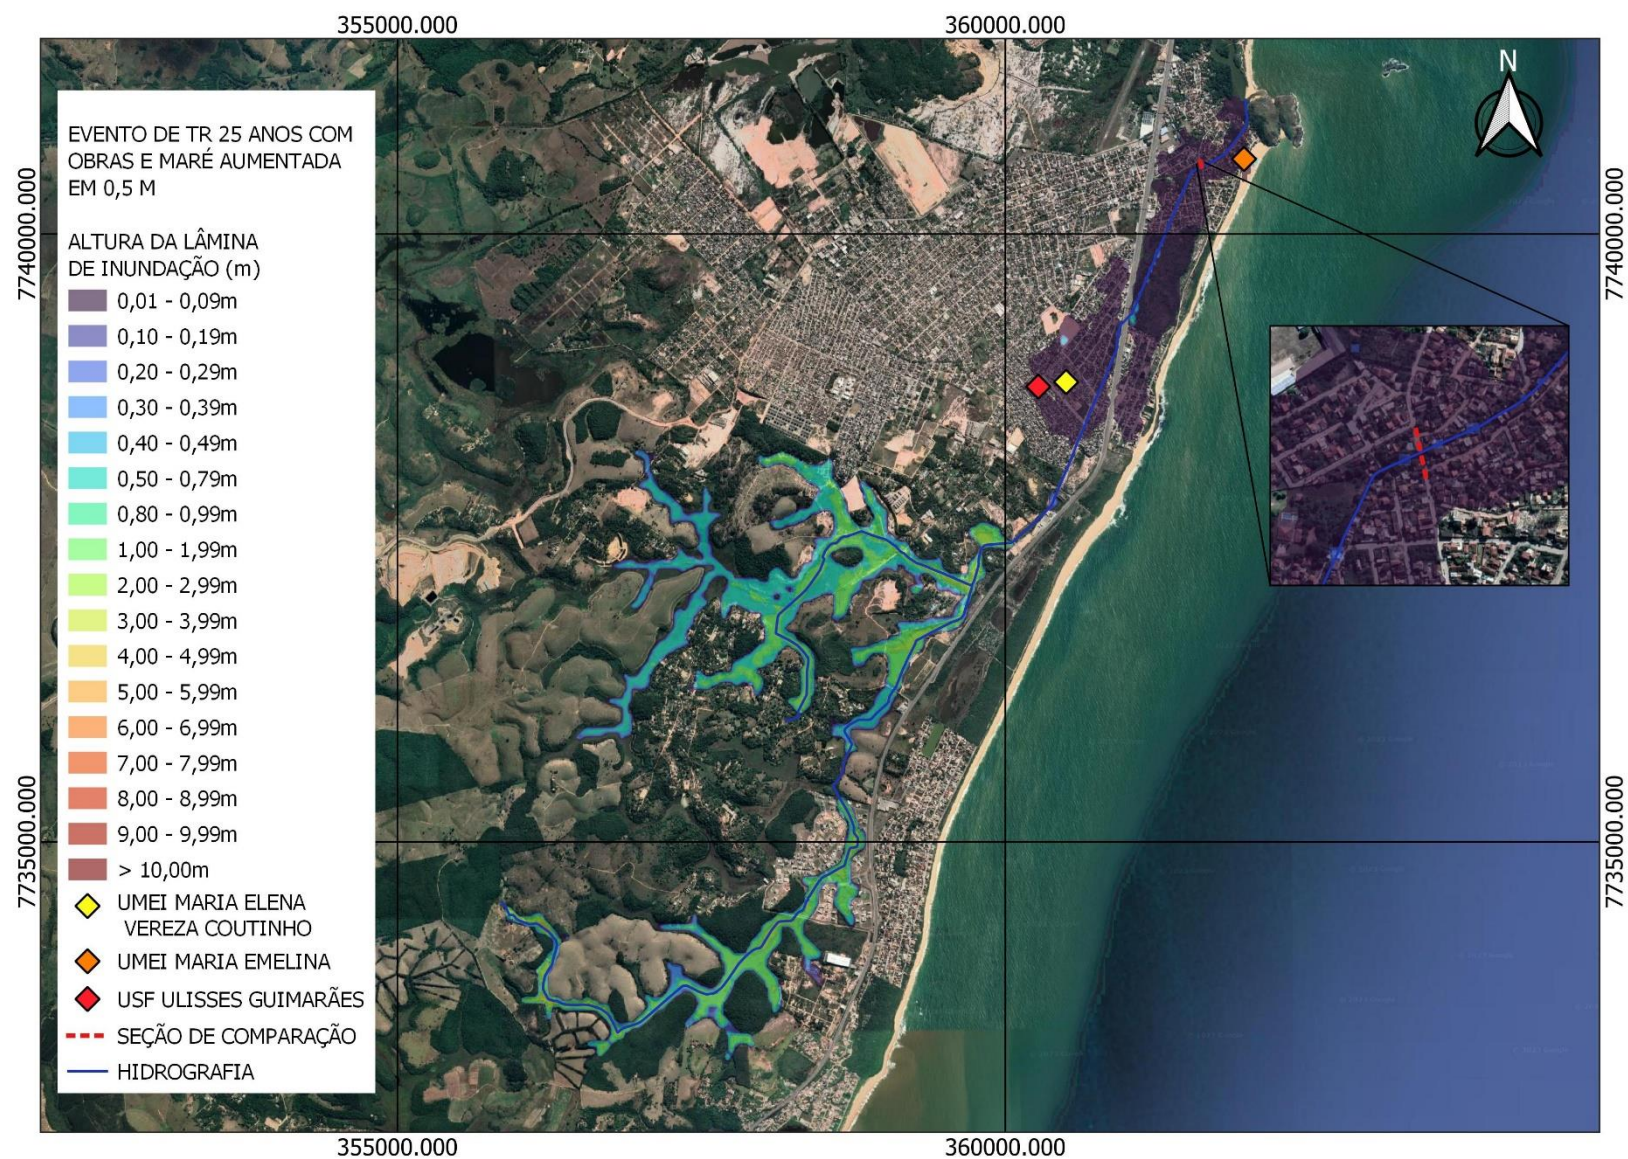 355000.000
360000.000
N
7740000.000
7740000.000
EVENTO DE TR 25 ANOS COM
OBRAS E MARÉ AUMENTADA
EM 0,5 M
ALTURA DA LÂMINA
DE INUNDAÇÃO (m)
0,01 - 0,09m
0,10 - 0,19m
0,20 - 0,29m
0,30 - 0,39m
0,40 - 0,49m
0,50 - 0,79m
0,80 - 0,99m
1,00 - 1,99m
2,00 - 2,99m
3,00 - 3,99m
4,00 - 4,99m
5,00 - 5,99m
6,00 - 6,99m
7,00 - 7,99m
8,00 - 8,99m
9,00 - 9,99m
> 10,00m
UMEI MARIA ELENA
VEREZA COUTINHO
UMEI MARIA EMELINA
USF ULISSES GUIMARÃES
SEÇÃO DE COMPARAÇÃO
HIDROGRAFIA
7735000.000
7735000.000
355000.000
360000.000